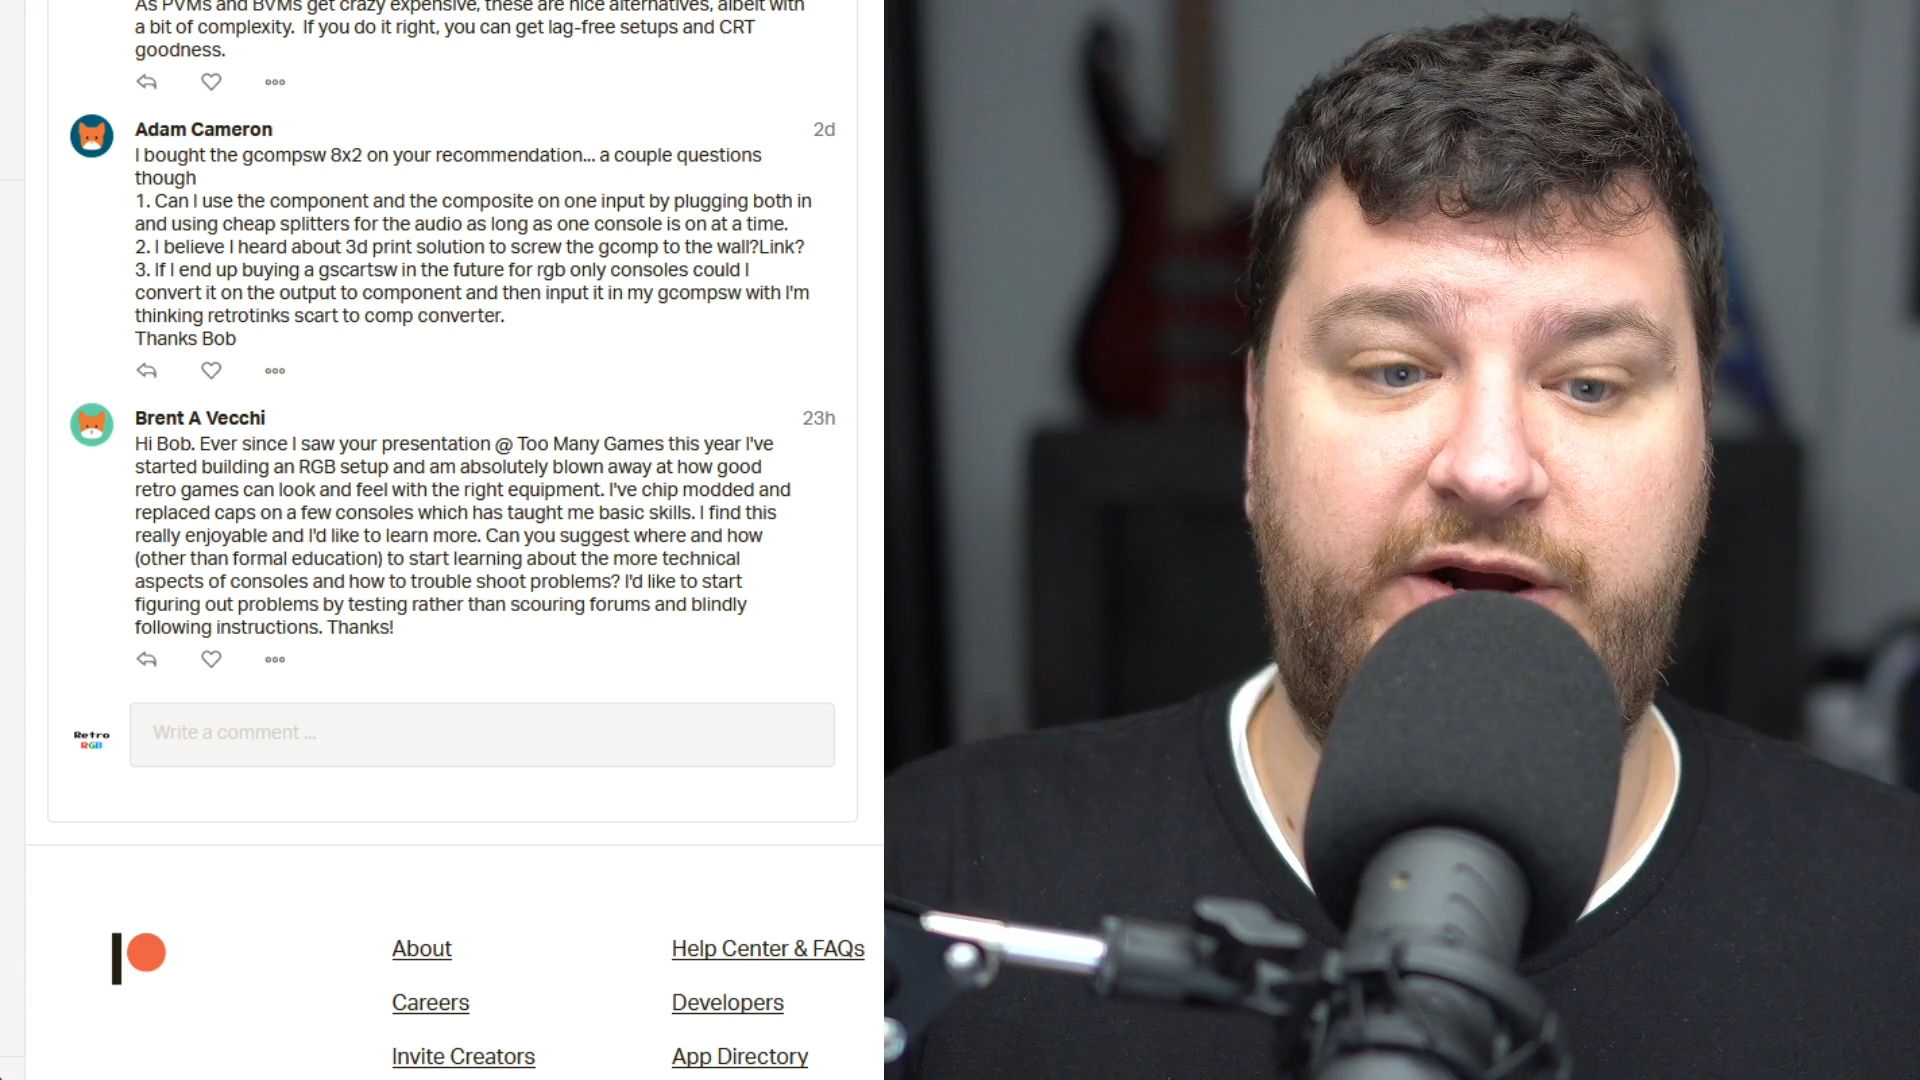 As PVMs and BVMs get crazy expensive, these are nice alternatives, albeit with
a bit of complexity.  If you do it right, you can get lag-free setups and CRT
goodness.
Adam Cameron
2d
I bought the gcompsw 8x2 on your recommendation... a couple questions
though
1. Can I use the component and the composite on one input by plugging both in
and using cheap splitters for the audio as long as one console is on at a time.
2. I believe I heard about 3d print solution to screw the gcomp to the wall?Link?
3. If I end up buying a gscartsw in the future for rgb only consoles could I
convert it on the output to component and then input it in my gcompsw with I'm
thinking retrotinks scart to comp converter.
Thanks Bob
Brent A Vecchi
23h
Hi Bob. Ever since I saw your presentation @ Too Many Games this year I've
started building an RGB setup and am absolutely blown away at how good
retro games can look and feel with the right equipment. I've chip modded and
replaced caps on a few consoles which has taught me basic skills. I find this
really enjoyable and I'd like to learn more. Can you suggest where and how
(other than formal education) to start learning about the more technical
aspects of consoles and how to trouble shoot problems? I'd like to start
figuring out problems by testing rather than scouring forums and blindly
following instructions. Thanks!
Retro
RGB
Write a comment ...
About
Help Center & FAQs
Careers
Developers
Invite Creators
App Directory